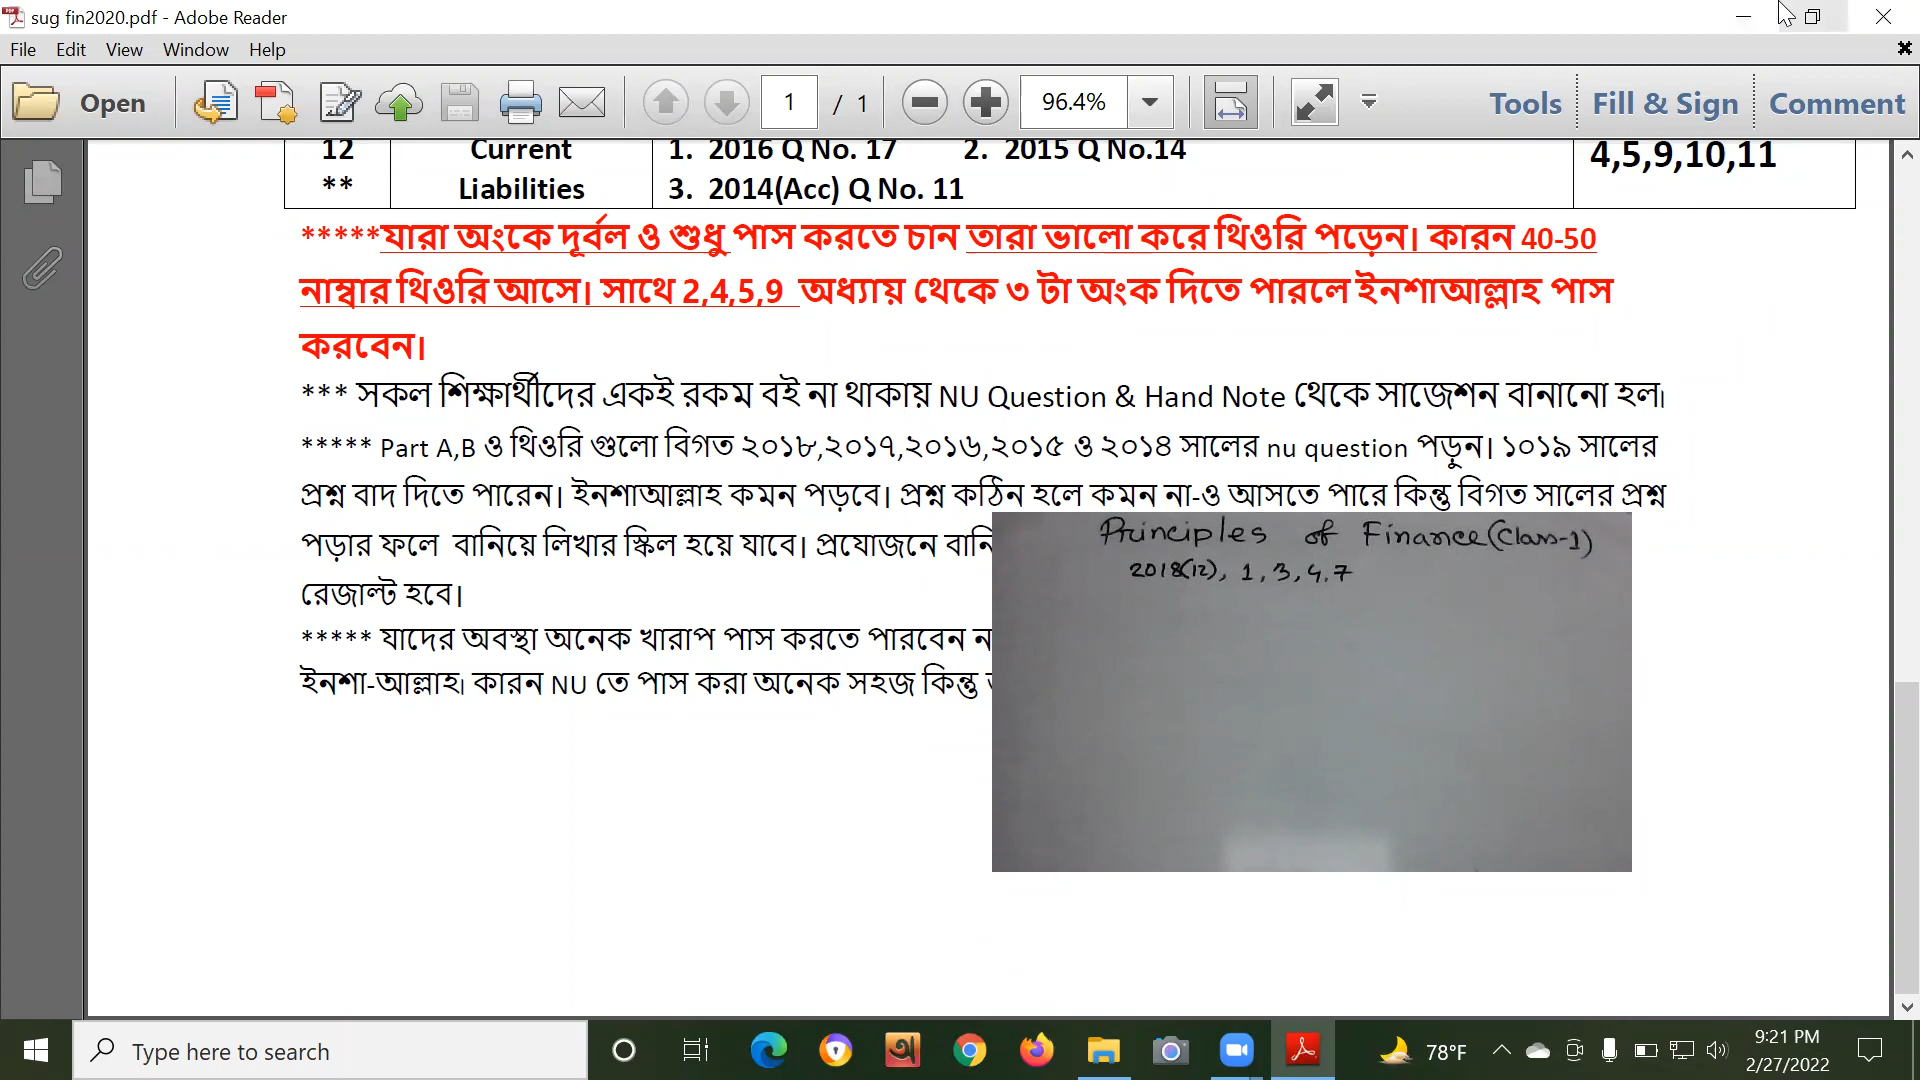 sug fin2020.pdf - Adobe Reader
File Edit View Window Help
Open 1 / 1 96.4% Tools Fill & Sign Comment
12 Current 1. 2016 Q No. 17 2. 2015 Q No.14 4,5,9,10,11
** Liabilities 3. 2014(Acc) Q No. 11
*****যারা অংকে দূর্বল ও শুধু পাস করতে চান তারা ভালো করে থিওরি পড়েন। কারন 40-50
নাম্বার থিওরি আসে। সাথে 2,4,5,9 অধ্যায় থেকে ৩ টা অংক দিতে পারলে ইনশাআল্লাহ পাস
করবেন।
*** সকল শিক্ষার্থীদের একই রকম বই না থাকায় NU Question & Hand Note থেকে সাজেশন বানানো হল।
***** Part A,B ও থিওরি গুলো বিগত ২০১৮,২০১৭,২০১৬,২০১৫ ও ২০১৪ সালের nu question পড়ুন। ১০১৯ সালের
প্রশ্ন বাদ দিতে পারেন। ইনশাআল্লাহ কমন পড়বে। প্রশ্ন কঠিন হলে কমন না-ও আসতে পারে কিন্তু বিগত সালের প্রশ্ন
পড়ার ফলে বানিয়ে লিখার স্কিল হয়ে যাবে। প্রযোজনে বানি
রেজাল্ট হবে।
***** যাদের অবস্থা অনেক খারাপ পাস করতে পারবেন ন
ইনশা-আল্লাহ। কারন NU তে পাস করা অনেক সহজ কিন্তু
Principles of Finance(Class-1)
2018(12), 1, 3, 4, 7
Type here to search 78°F 9:21 PM
2/27/2022